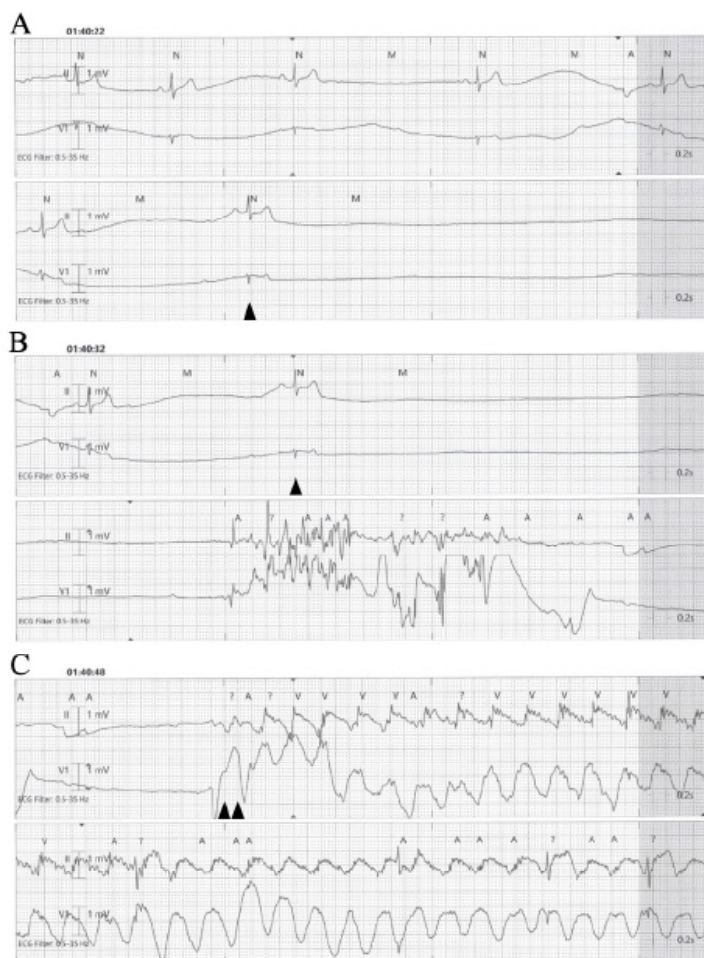 A
01:40:22
N N N M N M A N
II 1 mV
V1 1 mV
ECG Filter: 0.5-35 Hz 0.2s
N M N M
II 1 mV
V1 1 mV
ECG Filter: 0.5-35 Hz 0.2s
B
01:40:32
A N M N M
II 1 mV
V1 1 mV
ECG Filter: 0.5-35 Hz 0.2s
A ? A A A ? ? A A A A A
II 1 mV
V1 1 mV
ECG Filter: 0.5-35 Hz 0.2s
C
01:40:48
A A A ? A ? V V V V A ? V V V V V V
II 1 mV
V1 1 mV
ECG Filter: 0.5-35 Hz 0.2s
V A ? A A A A A A A ? A A ?
II 1 mV
V1 1 mV
ECG Filter: 0.5-35 Hz 0.2s